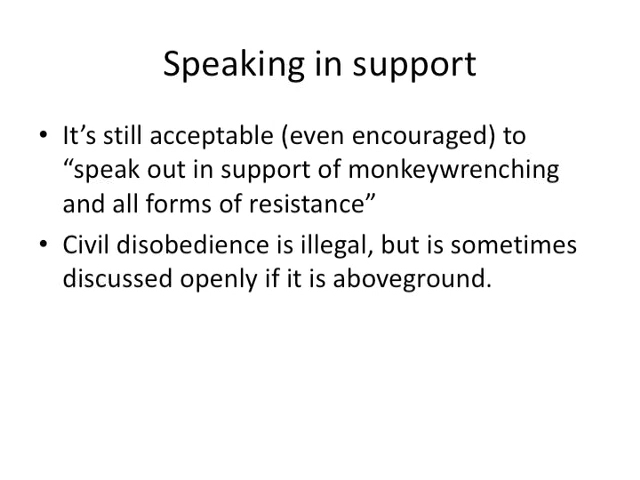 Speaking in support
• It’s still acceptable (even encouraged) to
“speak out in support of monkeywrenching
and all forms of resistance”
• Civil disobedience is illegal, but is sometimes
discussed openly if it is aboveground.